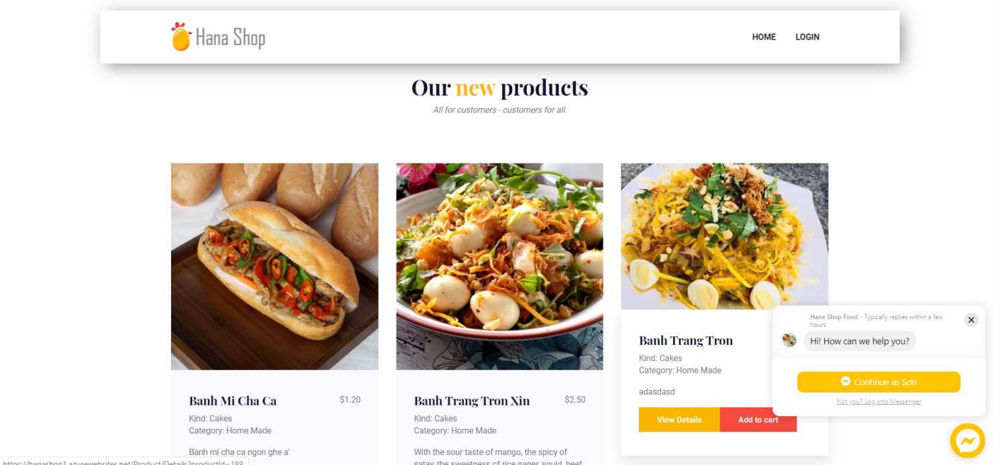 Hana Shop
HOME LOGIN
Our new products
All for customers - customers for all.
Banh Mi Cha Ca $1.20
Kind: Cakes
Category: Home Made
Banh mi cha ca ngon ghe a'
Banh Trang Tron Xin $2.50
Kind: Cakes
Category: Home Made
With the sour taste of mango, the spicy of
satay, the sweetness of rice paper, squid, beef
Banh Trang Tron
Kind: Cakes
Category: Home Made
adasdasd
View Details Add to cart
Hana Shop Food • Typically replies within a few
hours
Hi! How can we help you?
Continue as Sơn
Not you? Log into Messenger
https://hanashop1.azurewebsites.net/Product/Details?productId=188